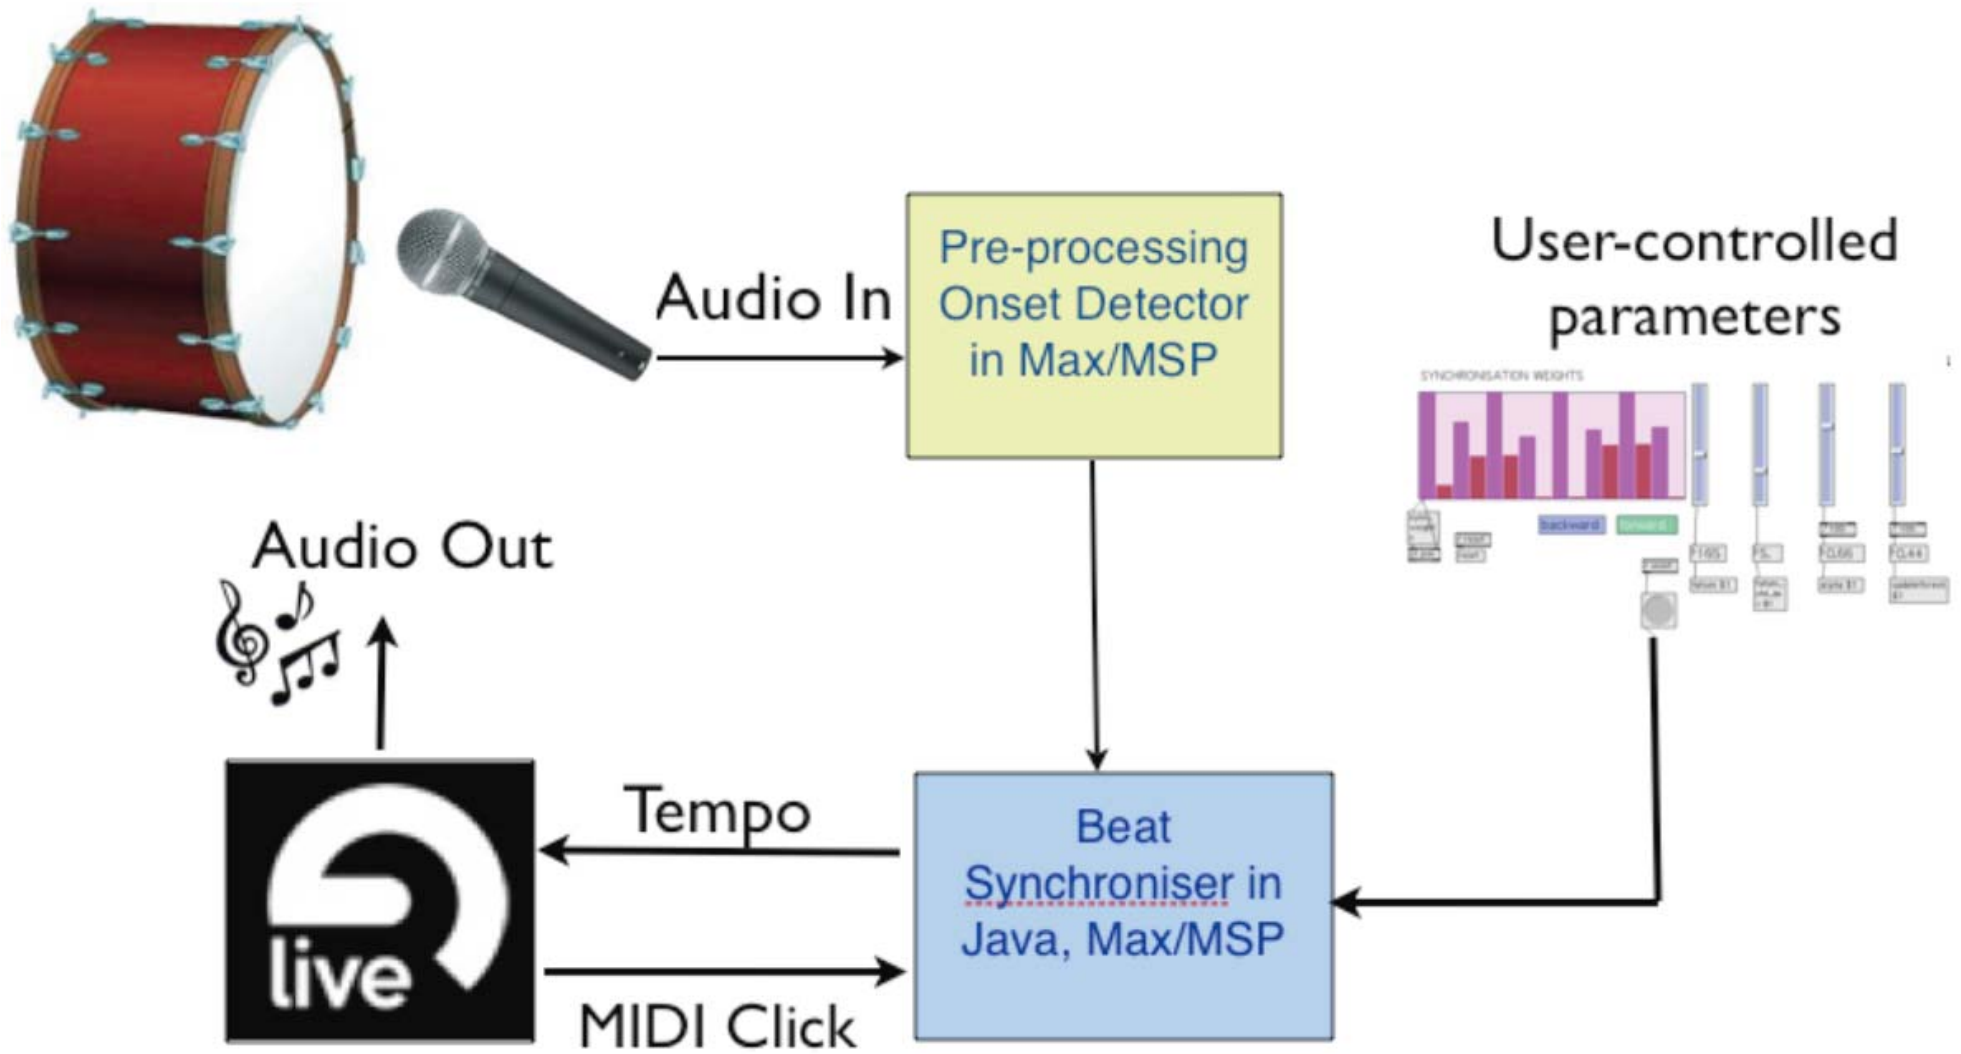 Audio In
Pre-processing
Onset Detector
in Max/MSP
User-controlled
parameters
SYNCHRONISATION WEIGHTS
backward
forward
Audio Out
live
Tempo
MIDI Click
Beat
Synchroniser in
Java, Max/MSP